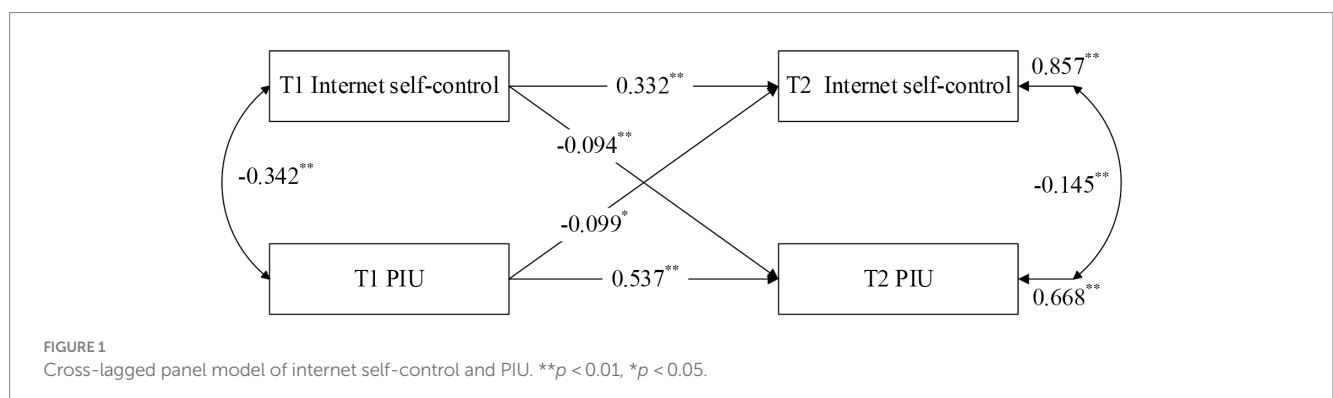 T1 Internet self-control
0.332**
T2 Internet self-control
0.857**
-0.094**
-0.342**
-0.145**
-0.099*
T1 PIU
0.537**
T2 PIU
0.668**
FIGURE 1
Cross-lagged panel model of internet self-control and PIU. **p < 0.01, *p < 0.05.